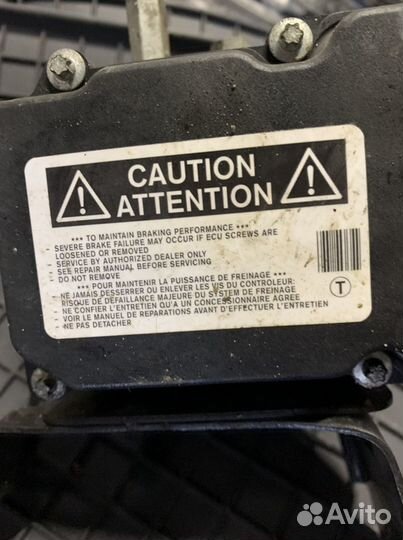 CAUTION
ATTENTION
*** TO MAINTAIN BRAKING PERFORMANCE ***
- SEVERE BRAKE FAILURE MAY OCCUR IF ECU SCREWS ARE
LOOSENED OR REMOVED
- SERVICE BY AUTHORIZED DEALER ONLY
- SEE REPAIR MANUAL BEFORE SERVICING
- DO NOT REMOVE
*** POUR MAINTENIR LA PUISSANCE DE FREINAGE ***
- NE JAMAIS DESSERRER OU ENLEVER LES VIS DU CONTROLEUR:
RISQUE DE DÉFAILLANCE MAJEURE DU SYSTEM DE FREINAGE
- NE CONFIER L'ENTRETIEN QU'A UN CONCESSIONNAIRE AGREE
- VOIR LE MANUEL DE REPARATIONS AVANT D'EFFECTUER L'ENTRETIEN
- NE PAS DETACHER
T
Avito